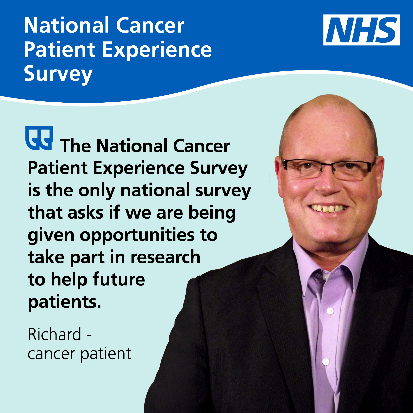 National Cancer
Patient Experience
Survey
NHS
The National Cancer
Patient Experience Survey
is the only national survey
that asks if we are being
given opportunities to
take part in research
to help future
patients.
Richard -
cancer patient